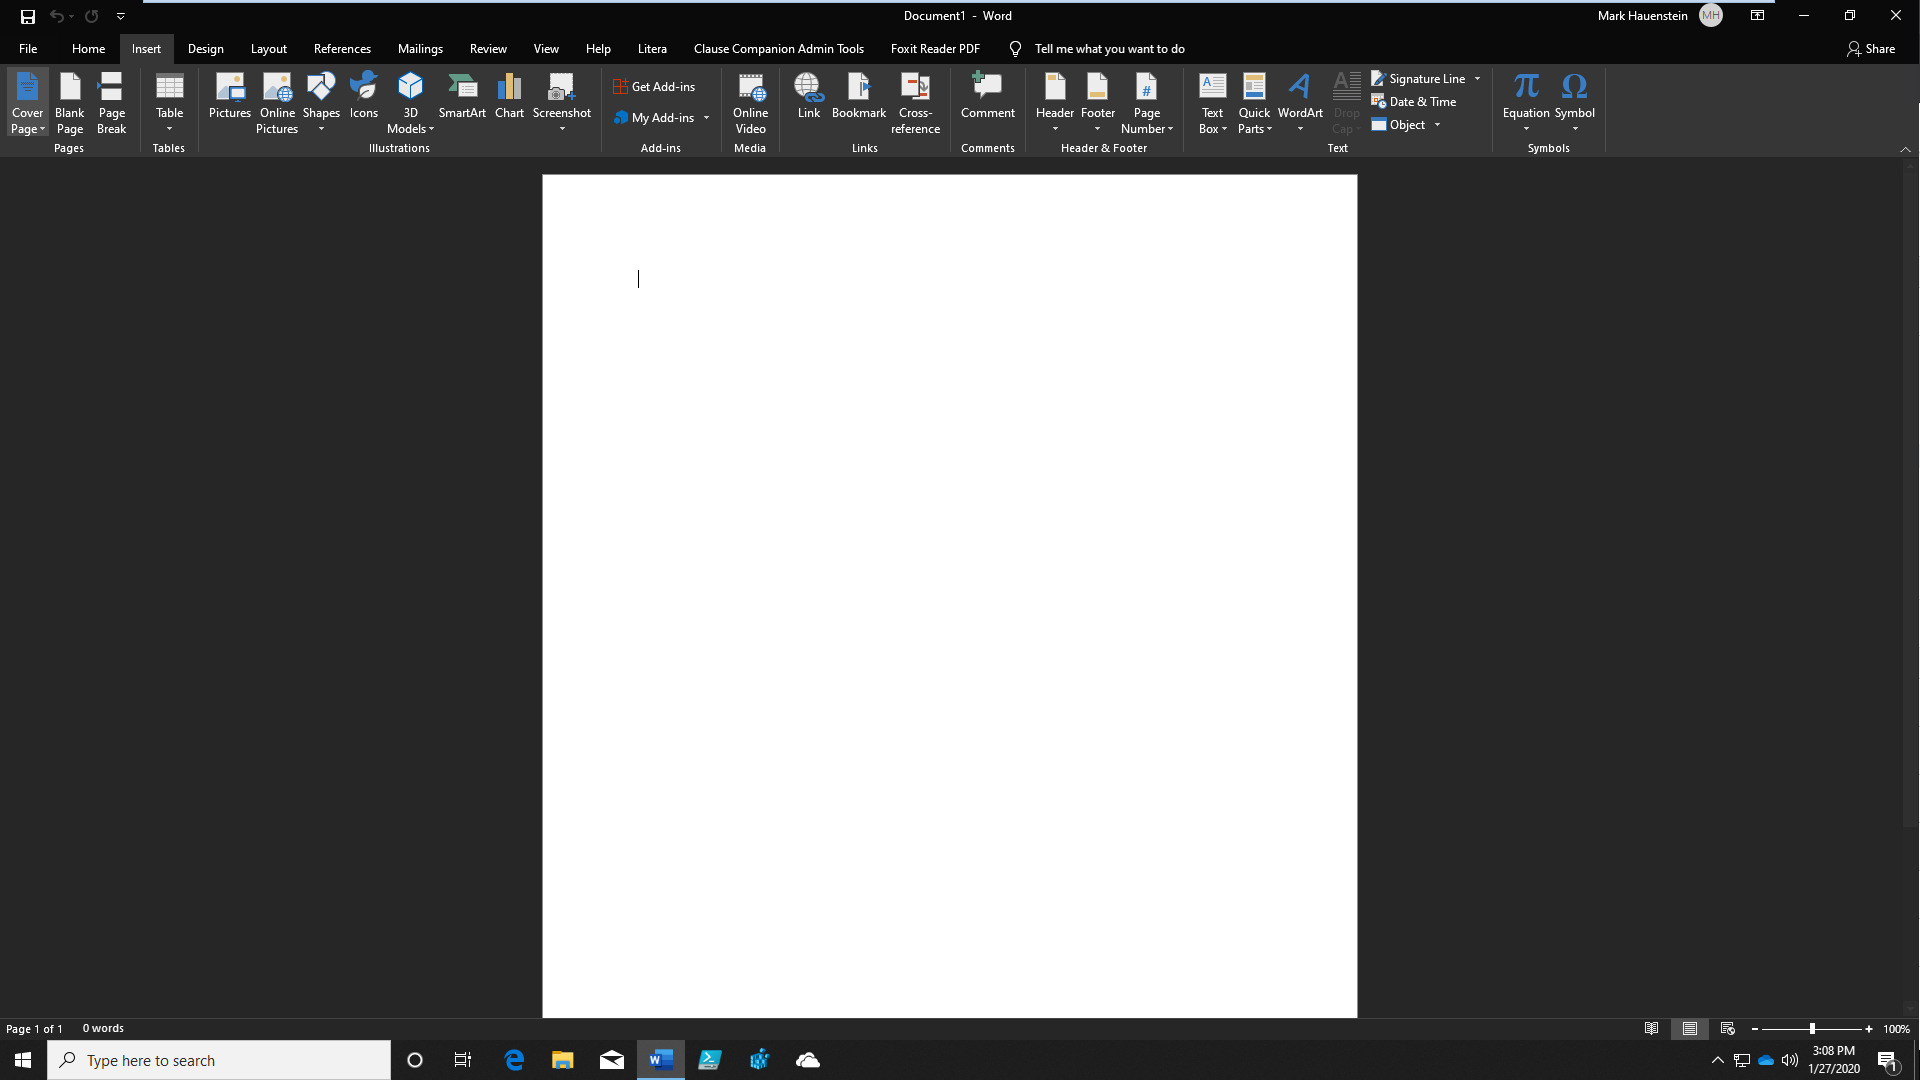 Document1 - Word
Mark Hauenstein MH
File Home Insert Design Layout References Mailings Review View Help Litera Clause Companion Admin Tools Foxit Reader PDF Tell me what you want to do Share
Cover Page
Blank Page
Page Break
Pages
Table
Tables
Pictures
Online Pictures
Shapes
Icons
3D Models
SmartArt
Chart
Screenshot
Illustrations
Get Add-ins
My Add-ins
Add-ins
Online Video
Media
Link
Bookmark
Cross-reference
Links
Comment
Comments
Header
Footer
Page Number
Header & Footer
Text Box
Quick Parts
WordArt
Drop Cap
Signature Line
Date & Time
Object
Text
Equation
Symbol
Symbols
Page 1 of 1 0 words
100%
Type here to search
3:08 PM
1/27/2020
1